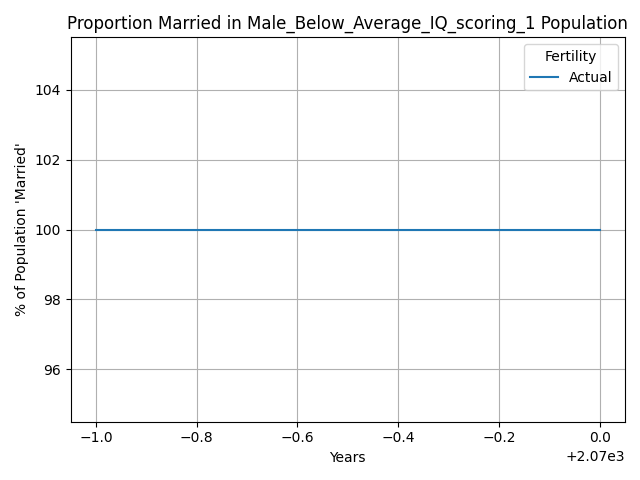 Proportion Married in Male_Below_Average_IQ_scoring_1 Population
Fertility
Actual
% of Population 'Married'
104
102
100
98
96
−1.0 −0.8 −0.6 −0.4 −0.2 0.0
Years
+2.07e3